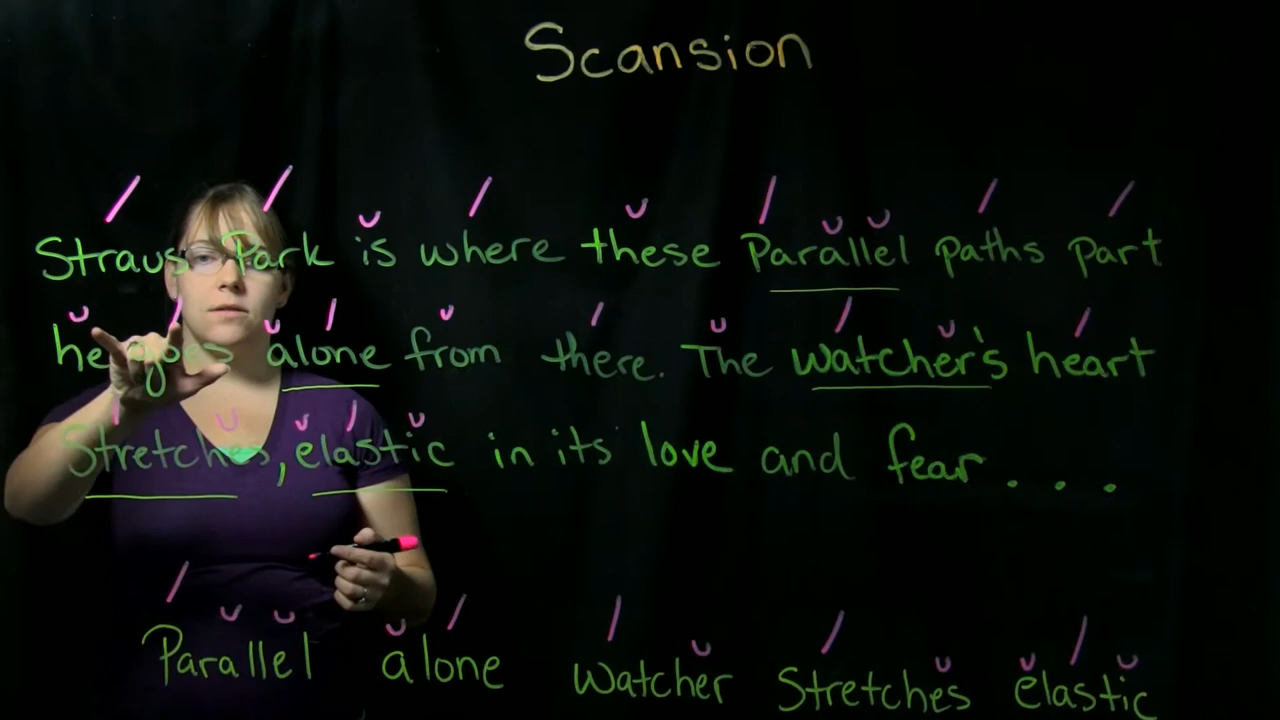 Scansion
Straus Park is where these parallel paths part
he goes alone from there. The watcher's heart
Stretches, elastic in its love and fear . . .
Parallel alone watcher Stretches elastic